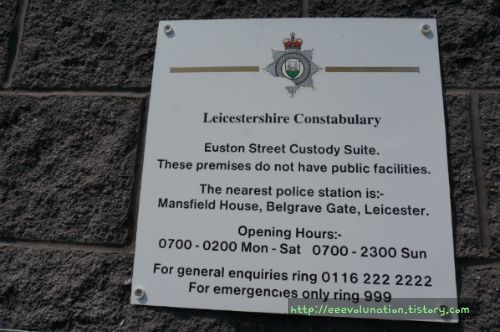 Leicestershire Constabulary
Euston Street Custody Suite.
These premises do not have public facilities.
The nearest police station is:-
Mansfield House, Belgrave Gate, Leicester.
Opening Hours:-
0700 - 0200 Mon - Sat 0700 - 2300 Sun
For general enquiries ring 0116 222 2222
For emergencies only ring 999
http://eeevolunation.tistory.com